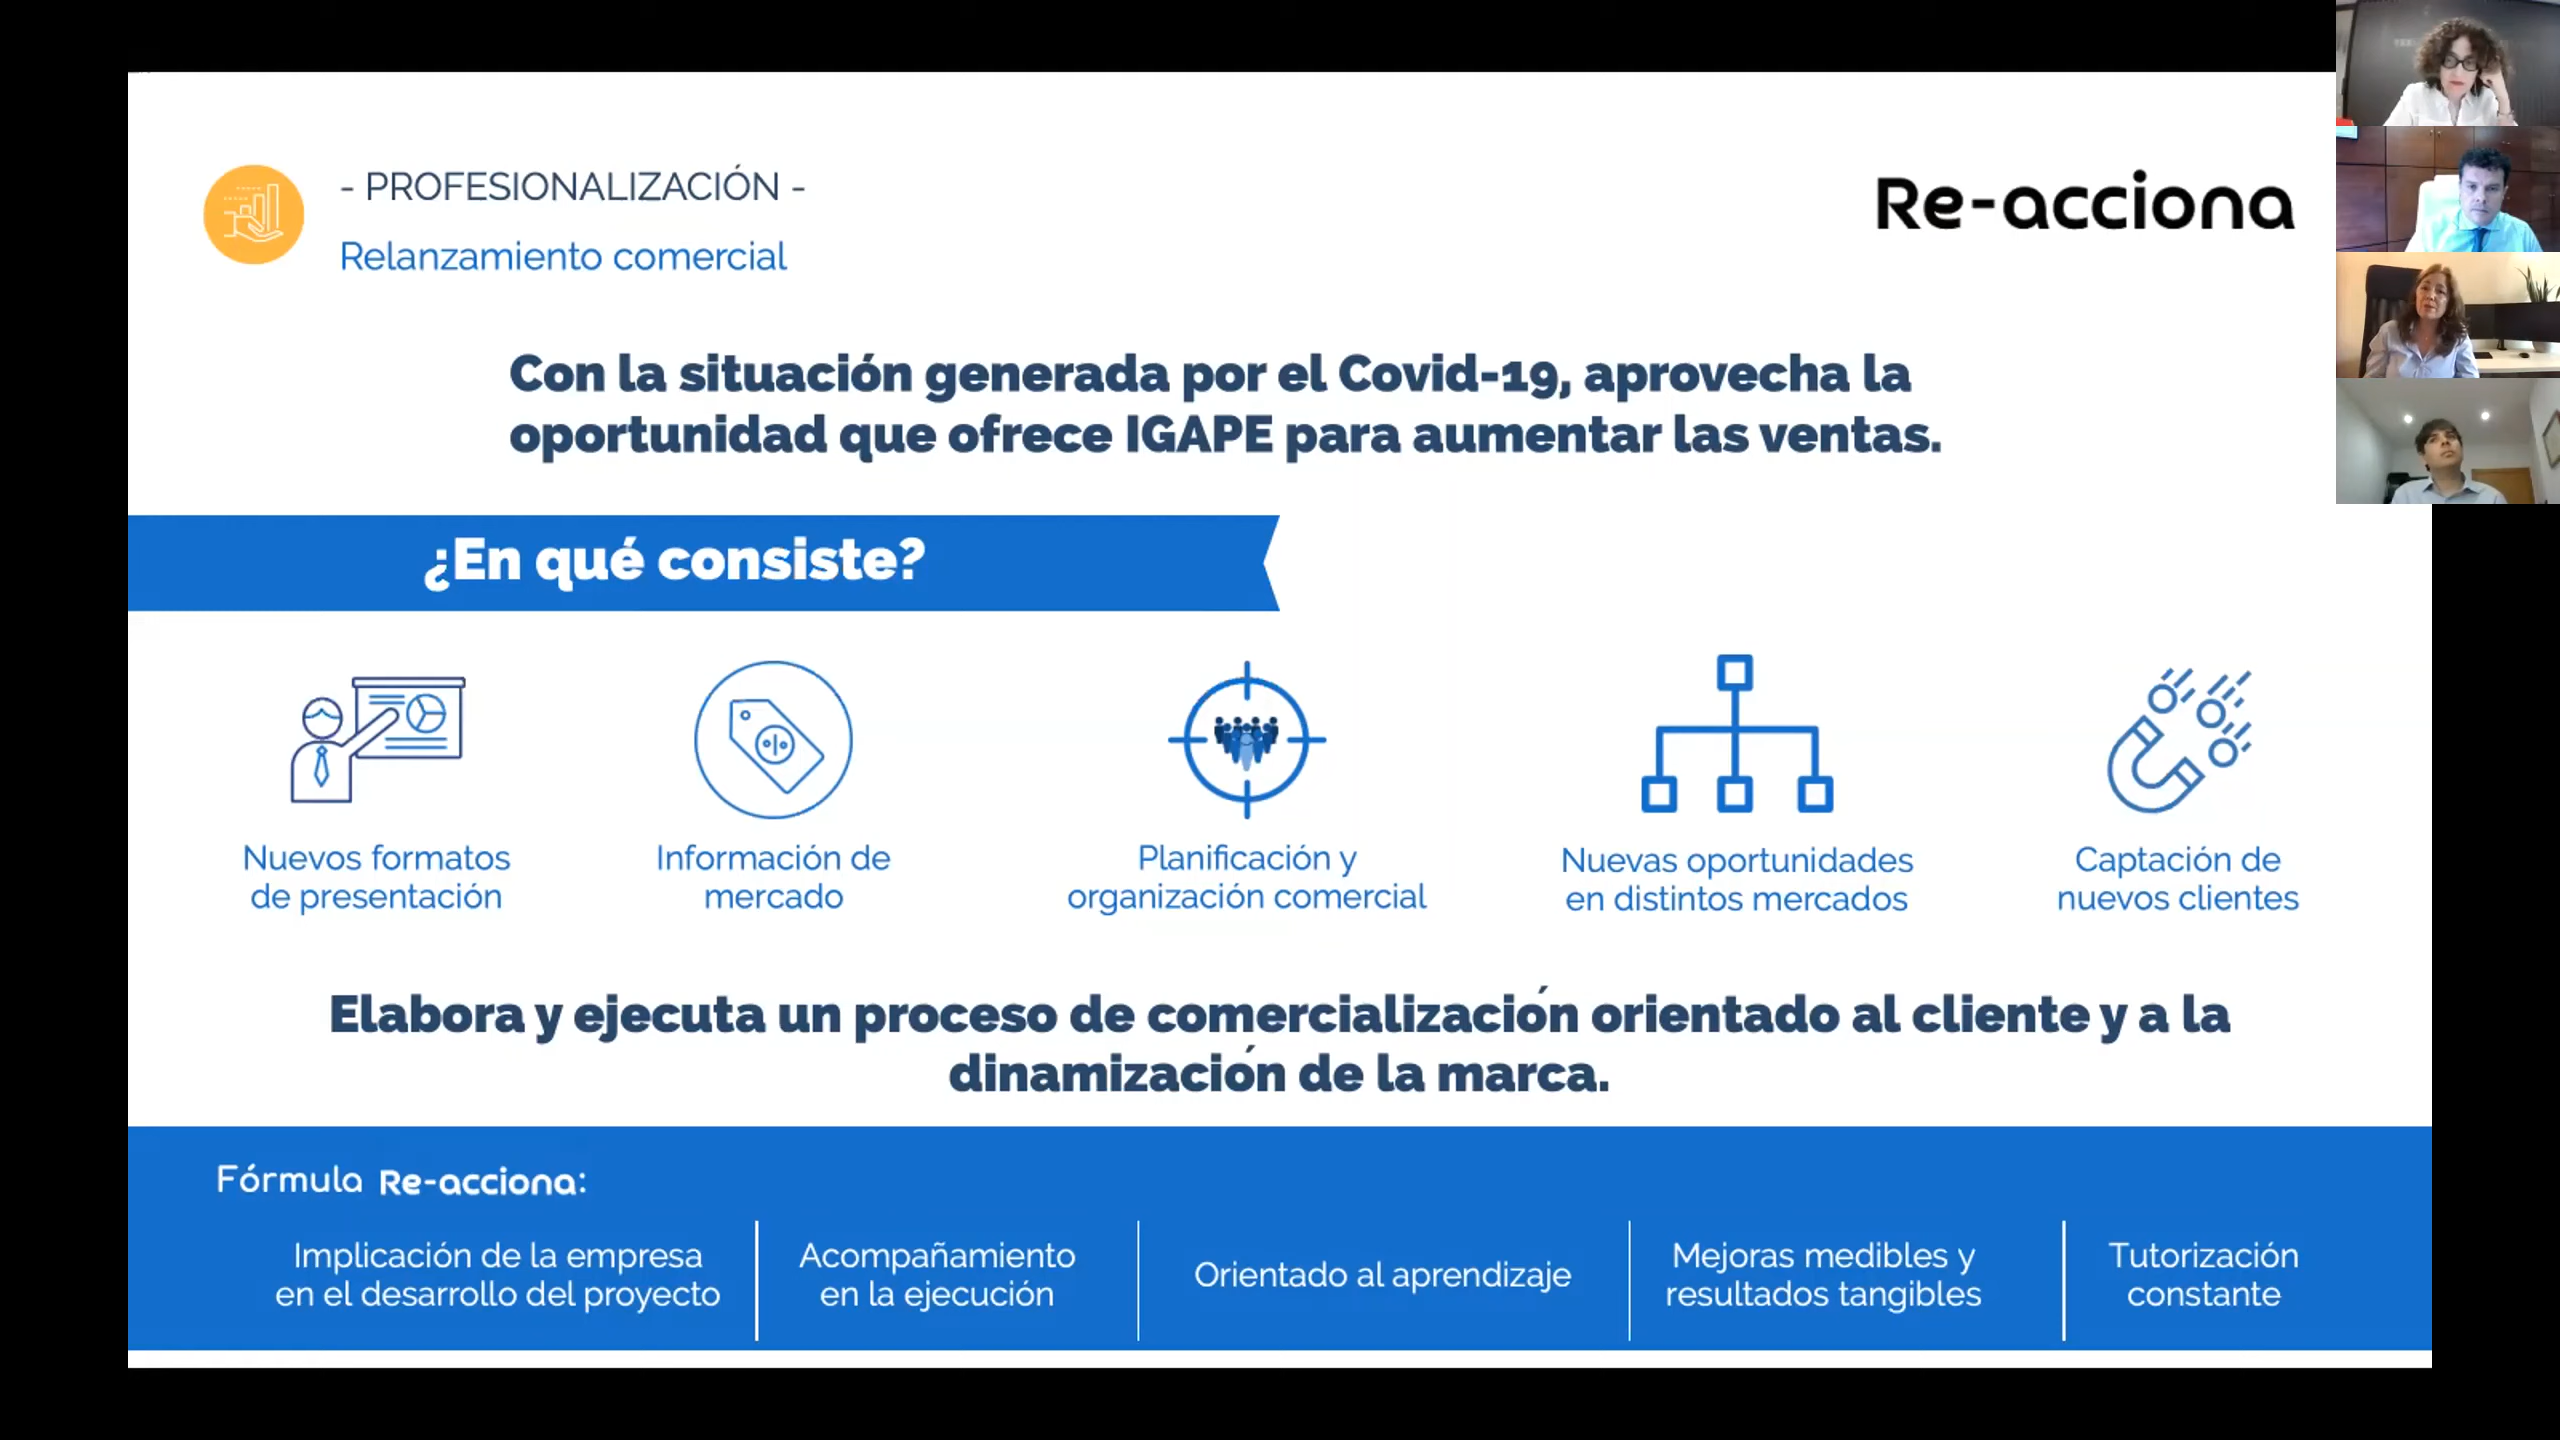 - PROFESIONALIZACIÓN -
Relanzamiento comercial
Re-acciona
Con la situación generada por el Covid-19, aprovecha la
oportunidad que ofrece IGAPE para aumentar las ventas.
¿En qué consiste?
Nuevos formatos
de presentación
Información de
mercado
Planificación y
organización comercial
Nuevas oportunidades
en distintos mercados
Captación de
nuevos clientes
Elabora y ejecuta un proceso de comercialización orientado al cliente y a la
dinamización de la marca.
Fórmula Re-acciona:
Implicación de la empresa
en el desarrollo del proyecto
Acompañamiento
en la ejecución
Orientado al aprendizaje
Mejoras medibles y
resultados tangibles
Tutorización
constante